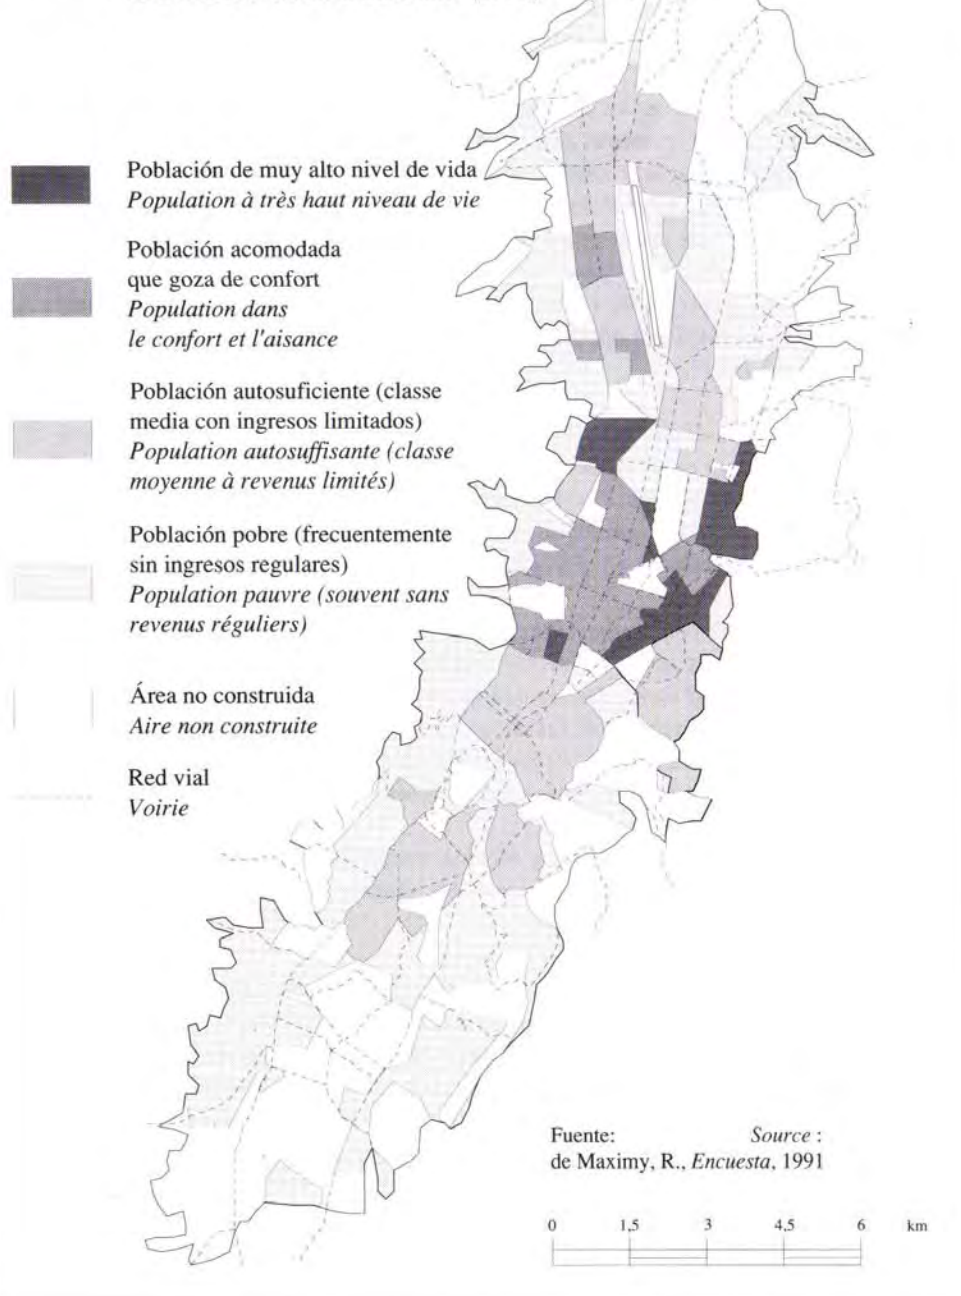 Población de muy alto nivel de vida
Population à très haut niveau de vie
Población acomodada
que goza de confort
Population dans
le confort et l'aisance
Población autosuficiente (classe
media con ingresos limitados)
Population autosuffisante (classe
moyenne à revenus limités)
Población pobre (frecuentemente
sin ingresos regulares)
Population pauvre (souvent sans
revenus réguliers)
Área no construida
Aire non construite
Red vial
Voirie
Fuente: Source :
de Maximy, R., Encuesta, 1991
0 1,5 3 4,5 6 km